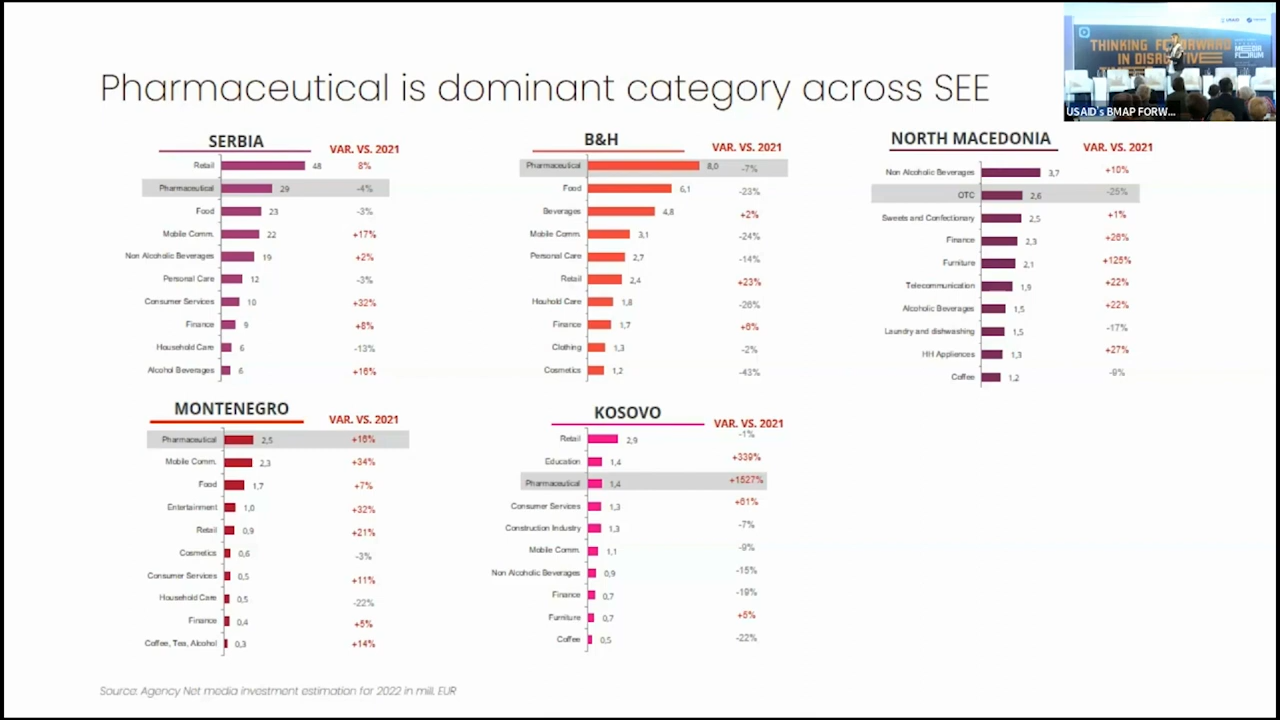 THINKING FORWARD
IN DISRUPTIVE
MEDIA
FORUM
USAID's BMAP FORW...
Pharmaceutical is dominant category across SEE
SERBIA
VAR. VS. 2021
Retail 48 8%
Pharmaceutical 29 -4%
Food 23 -3%
Mobile Comm. 22 +17%
Non Alcoholic Beverages 19 +2%
Personal Care 12 -3%
Consumer Services 10 +32%
Finance 9 +8%
Household Care 6 -13%
Alcohol Beverages 6 +16%
B&H
VAR. VS. 2021
Pharmaceutical 8,0 -7%
Food 6,1 -23%
Beverages 4,8 +2%
Mobile Comm. 3,1 -24%
Personal Care 2,7 -14%
Retail 2,4 +23%
Houhold Care 1,8 -26%
Finance 1,7 +6%
Clothing 1,3 -2%
Cosmetics 1,2 -43%
NORTH MACEDONIA
VAR. VS. 2021
Non Alcoholic Beverages 3,7 +10%
OTC 2,6 -25%
Sweets and Confectionary 2,5 +1%
Finance 2,3 +26%
Furniture 2,1 +125%
Telecommunication 1,9 +22%
Alcoholic Beverages 1,5 +22%
Laundry and dishwashing 1,5 -17%
HH Appliences 1,3 +27%
Coffee 1,2 -9%
MONTENEGRO
VAR. VS. 2021
Pharmaceutical 2,5 +16%
Mobile Comm. 2,3 +34%
Food 1,7 +7%
Entertainment 1,0 +32%
Retail 0,9 +21%
Cosmetics 0,6 -3%
Consumer Services 0,5 +11%
Household Care 0,5 -22%
Finance 0,4 +5%
Coffee, Tea, Alcohol 0,3 +14%
KOSOVO
VAR. VS. 2021
Retail 2,9 -1%
Education 1,4 +339%
Pharmaceutical 1,4 +1527%
Consumer Services 1,3 +61%
Construction Industry 1,3 -7%
Mobile Comm. 1,1 -9%
Non Alcoholic Beverages 0,9 -15%
Finance 0,7 -19%
Furniture 0,7 +5%
Coffee 0,5 -22%
Source: Agency Net media investment estimation for 2022 in mill. EUR